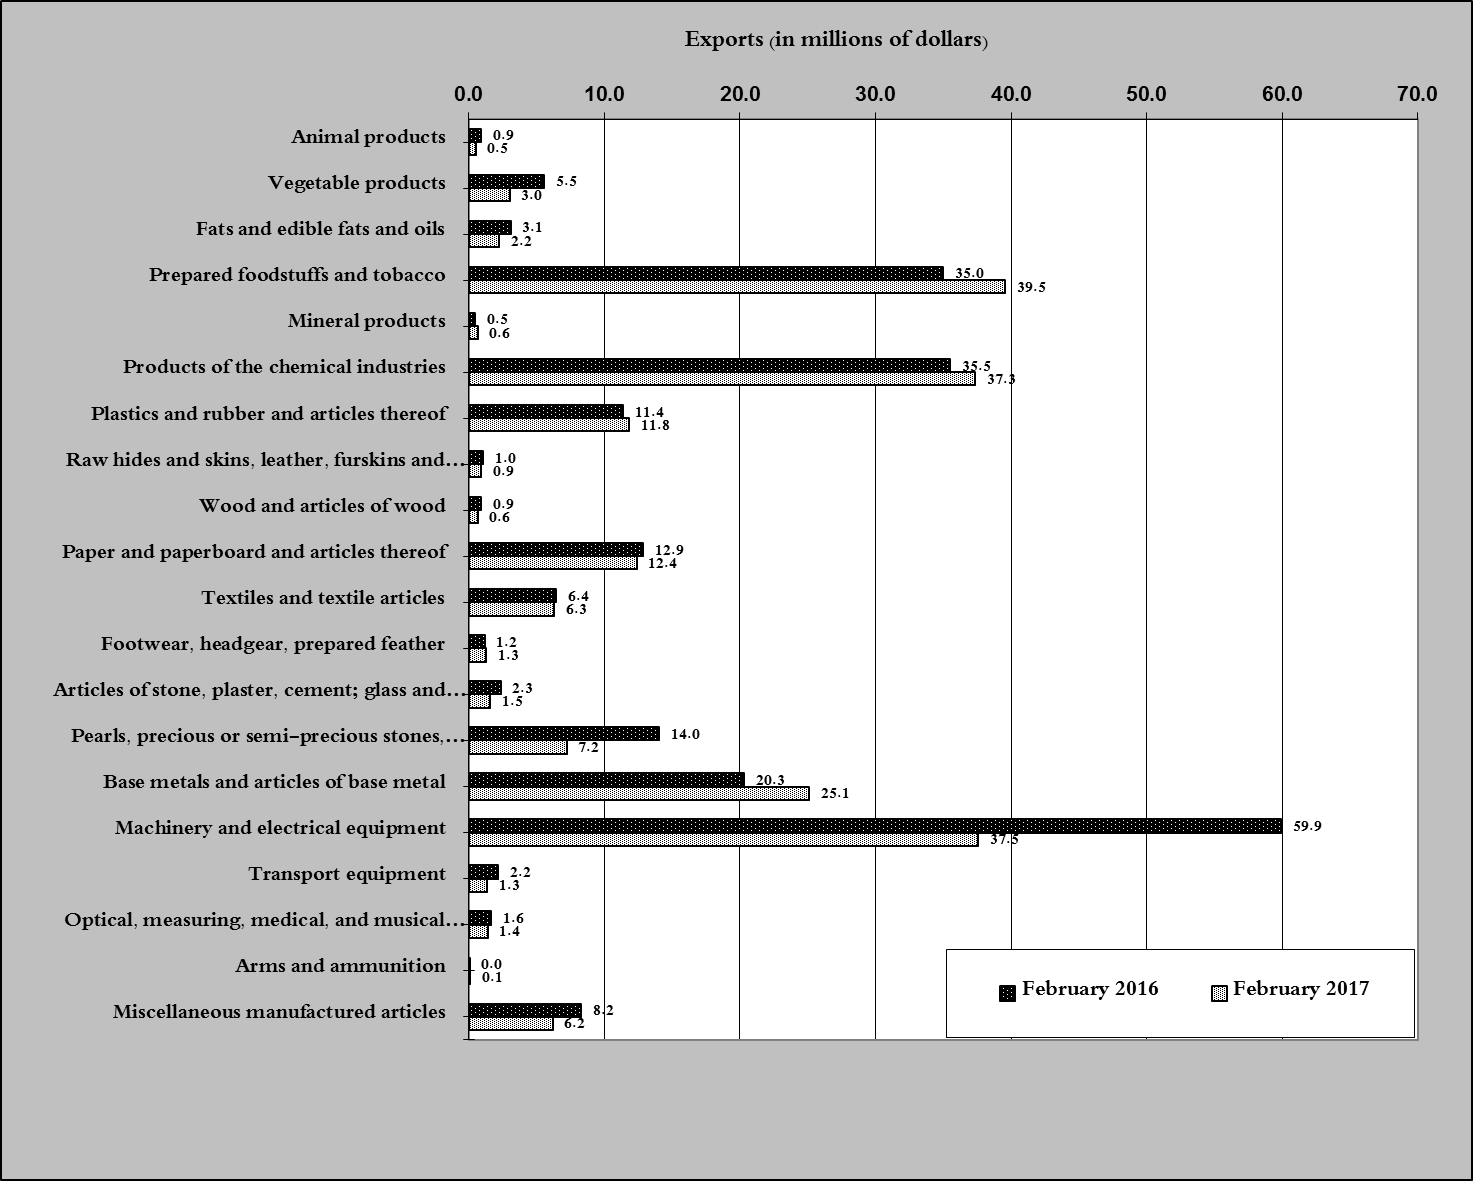 Exports (in millions of dollars)
0.0 10.0 20.0 30.0 40.0 50.0 60.0 70.0
Animal products 0.9
0.5
Vegetable products 5.5
3.0
Fats and edible fats and oils 3.1
2.2
Prepared foodstuffs and tobacco 35.0
39.5
Mineral products 0.5
0.6
Products of the chemical industries 35.5
37.3
Plastics and rubber and articles thereof 11.4
11.8
Raw hides and skins, leather, furskins and… 1.0
0.9
Wood and articles of wood 0.9
0.6
Paper and paperboard and articles thereof 12.9
12.4
Textiles and textile articles 6.4
6.3
Footwear, headgear, prepared feather 1.2
1.3
Articles of stone, plaster, cement; glass and… 2.3
1.5
Pearls, precious or semi-precious stones,… 14.0
7.2
Base metals and articles of base metal 20.3
25.1
Machinery and electrical equipment 59.9
37.5
Transport equipment 2.2
1.3
Optical, measuring, medical, and musical… 1.6
1.4
Arms and ammunition 0.0
0.1
Miscellaneous manufactured articles 8.2
6.2
February 2016 February 2017